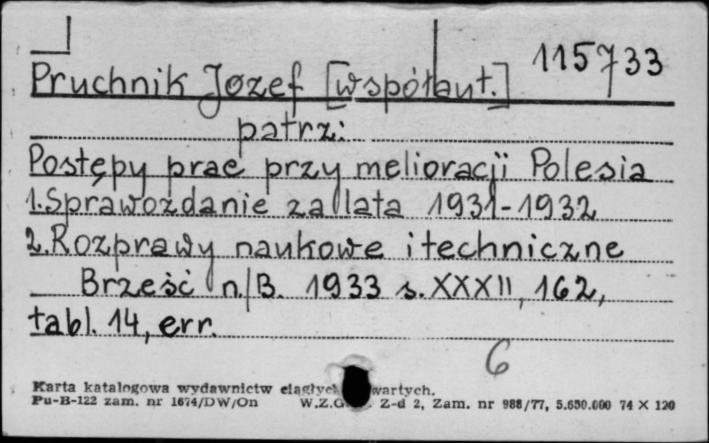 115733
Pruchnik Józef [współaut.]
patrz:
Postępy prac przy melioracji Polesia
1. Sprawozdanie za lata 1931-1932
2. Rozprawy naukowe i techniczne
Brześć n/B. 1933 s. XXXII, 162,
tabl. 14, err.
6
Karta katalogowa wydawnictw
Pu-B-122 zam. nr 1674/DW/On W.Z.G. Z-d 2, Zam. nr 988/77, 5.650.000 74 X 120